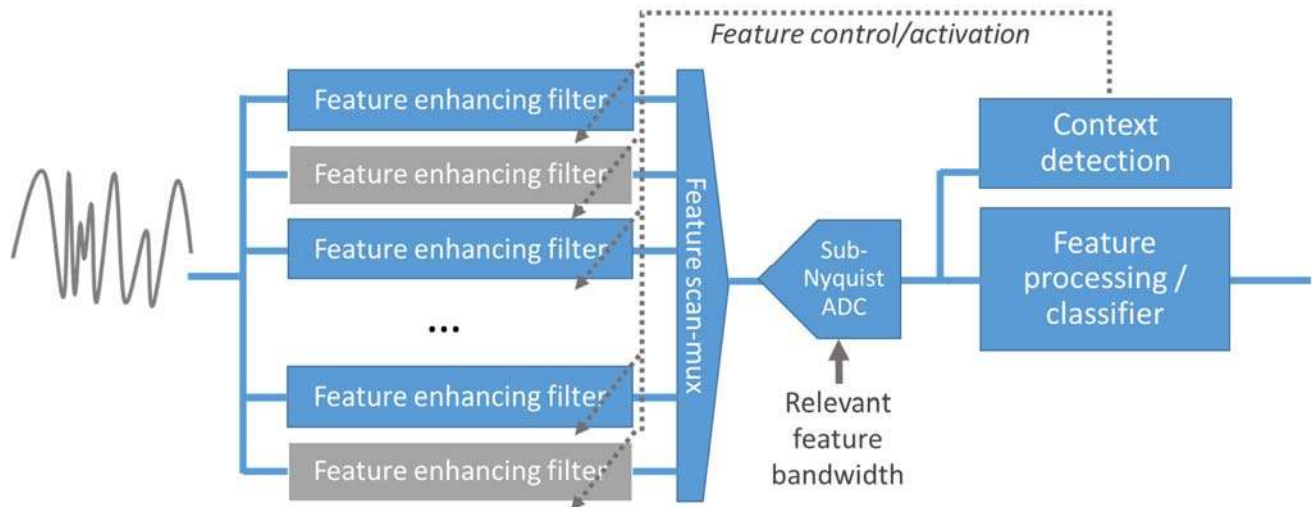 Feature control/activation
Feature enhancing filter
Feature enhancing filter
Feature enhancing filter
...
Feature enhancing filter
Feature enhancing filter
Feature scan-mux
Sub-
Nyquist
ADC
Relevant
feature
bandwidth
Context
detection
Feature
processing /
classifier